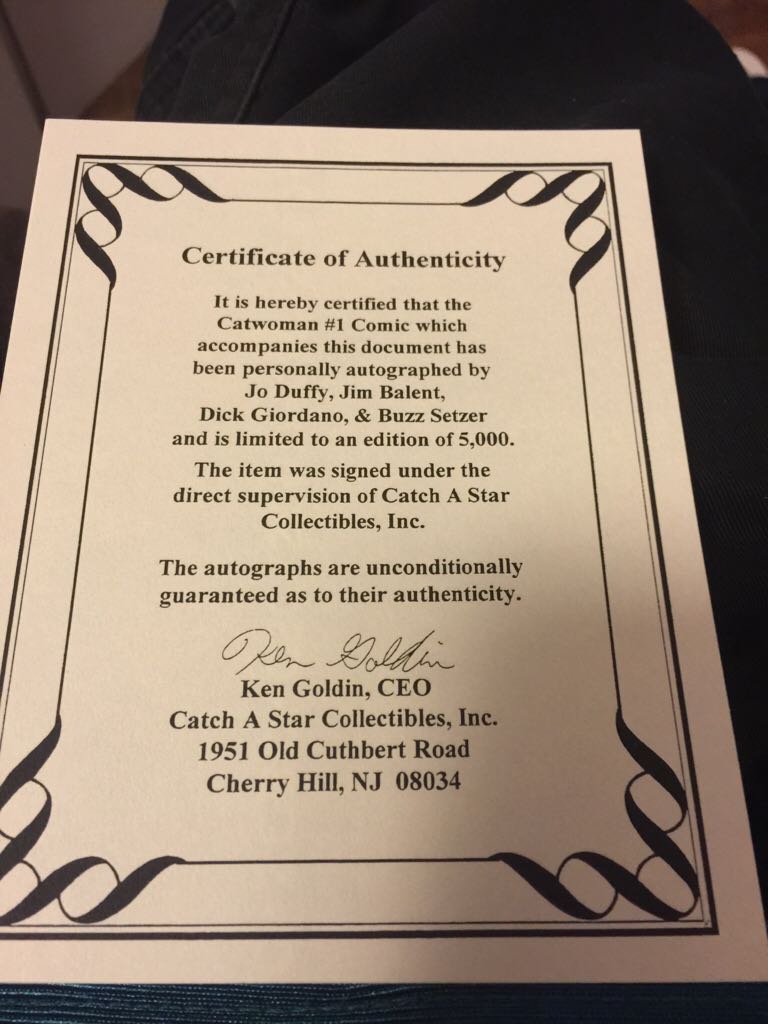 Certificate of Authenticity
It is hereby certified that the
Catwoman #1 Comic which
accompanies this document has
been personally autographed by
Jo Duffy, Jim Balent,
Dick Giordano, & Buzz Setzer
and is limited to an edition of 5,000.
The item was signed under the
direct supervision of Catch A Star
Collectibles, Inc.
The autographs are unconditionally
guaranteed as to their authenticity.
Ken Goldin
Ken Goldin, CEO
Catch A Star Collectibles, Inc.
1951 Old Cuthbert Road
Cherry Hill, NJ 08034